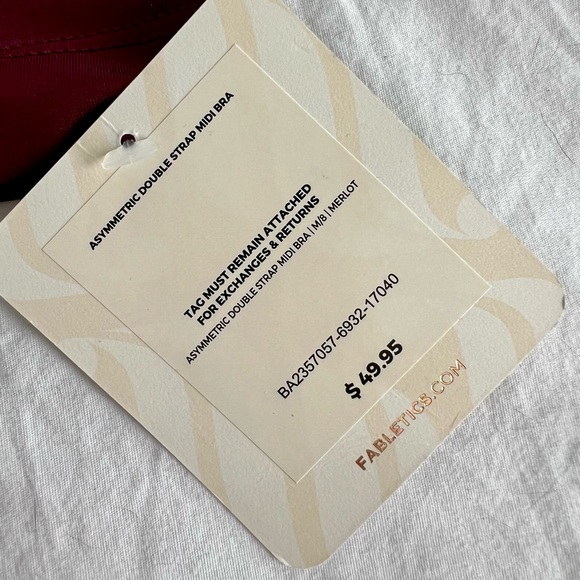 ASYMMETRIC DOUBLE STRAP MIDI BRA
TAG MUST REMAIN ATTACHED
FOR EXCHANGES & RETURNS
ASYMMETRIC DOUBLE STRAP MIDI BRA | M/8 | MERLOT
BA2357057-6932-17040
$ 49.95
FABLETICS.COM